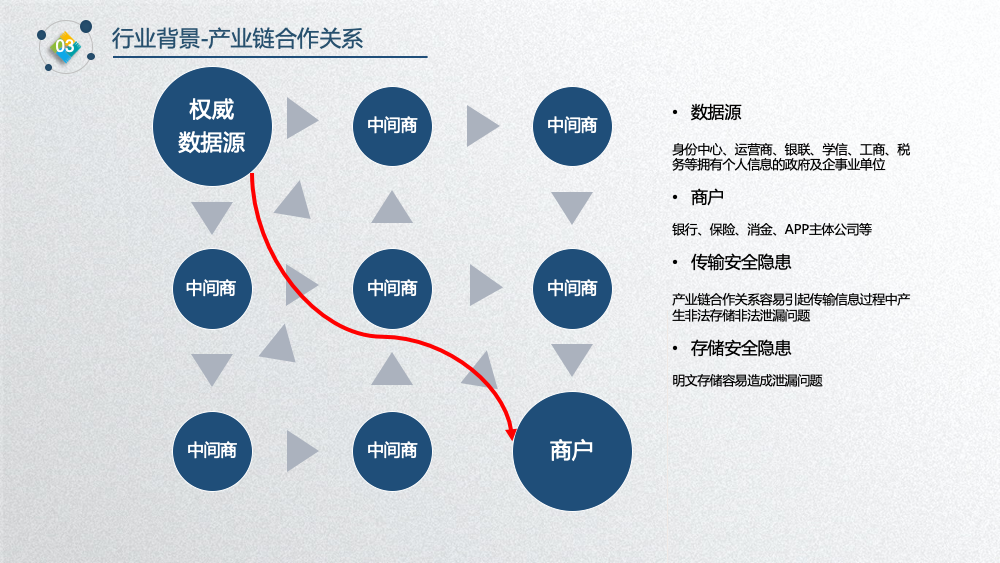 03
行业背景-产业链合作关系
权威
数据源
中间商
中间商
中间商
中间商
中间商
中间商
中间商
商户
• 数据源
身份中心、运营商、银联、学信、工商、税
务等拥有个人信息的政府及企事业单位
• 商户
银行、保险、消金、APP主体公司等
• 传输安全隐患
产业链合作关系容易引起传输信息过程中产
生非法存储非法泄漏问题
• 存储安全隐患
明文存储容易造成泄漏问题